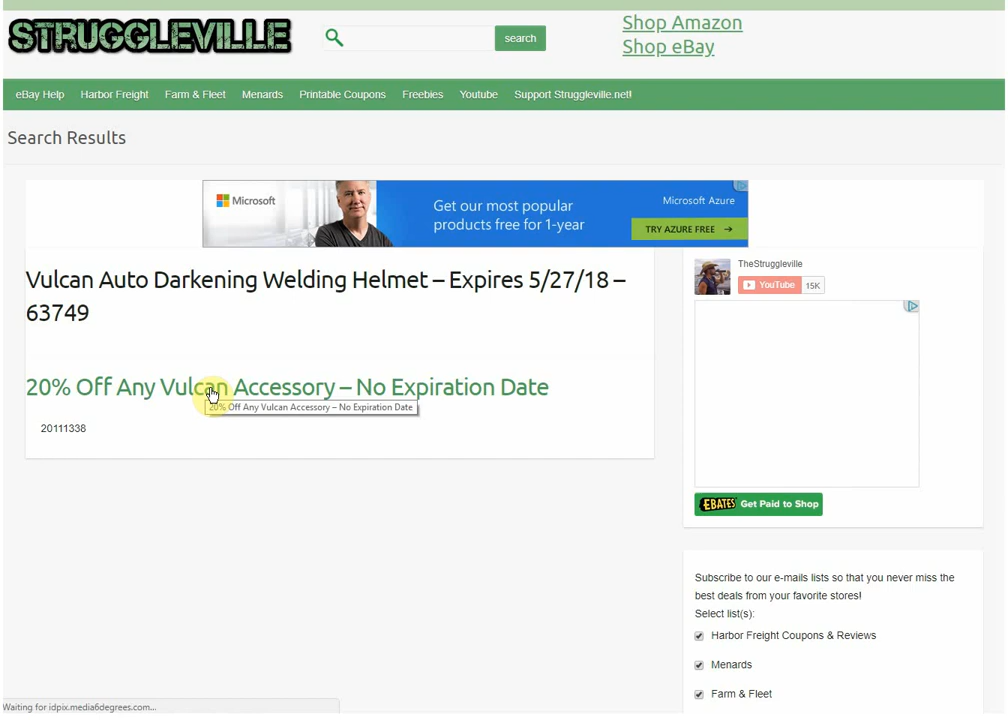 STRUGGLEVILLE
search
Shop Amazon
Shop eBay
eBay Help Harbor Freight Farm & Fleet Menards Printable Coupons Freebies Youtube Support Struggleville.net!
Search Results
Microsoft
Get our most popular
products free for 1-year
Microsoft Azure
TRY AZURE FREE →
Vulcan Auto Darkening Welding Helmet – Expires 5/27/18 –
63749
TheStruggleville
YouTube 15K
20% Off Any Vulcan Accessory – No Expiration Date
20% Off Any Vulcan Accessory – No Expiration Date
20111338
EBATES Get Paid to Shop
Subscribe to our e-mails lists so that you never miss the
best deals from your favorite stores!
Select list(s):
Harbor Freight Coupons & Reviews
Menards
Farm & Fleet
Waiting for idpix.media6degrees.com...